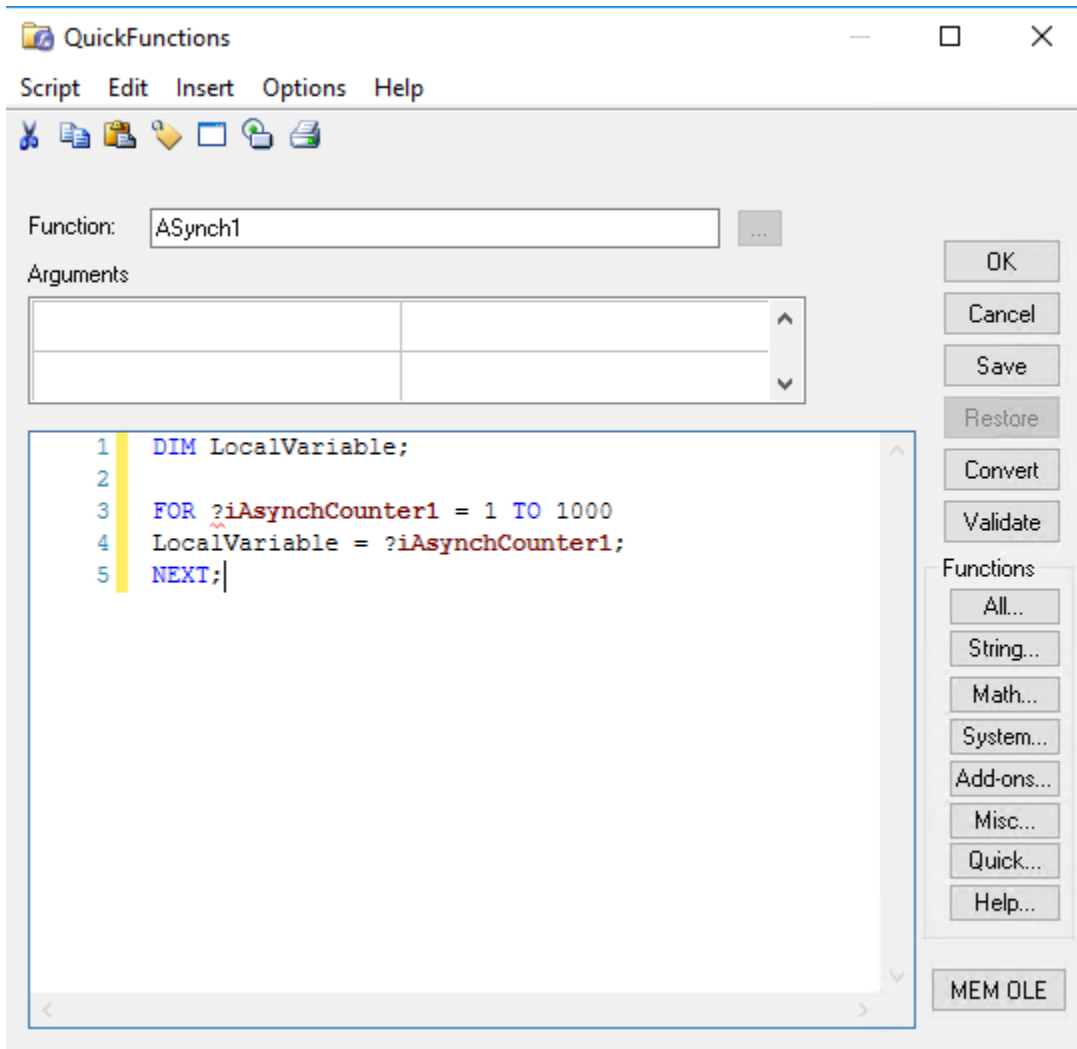 QuickFunctions
Script Edit Insert Options Help
Function: ASynch1 ...
Arguments
OK
Cancel
Save
Restore
Convert
Validate
1 DIM LocalVariable;
2
3 FOR ?iAsynchCounter1 = 1 TO 1000
4 LocalVariable = ?iAsynchCounter1;
5 NEXT;
Functions
All...
String...
Math...
System...
Add-ons...
Misc...
Quick...
Help...
MEM OLE